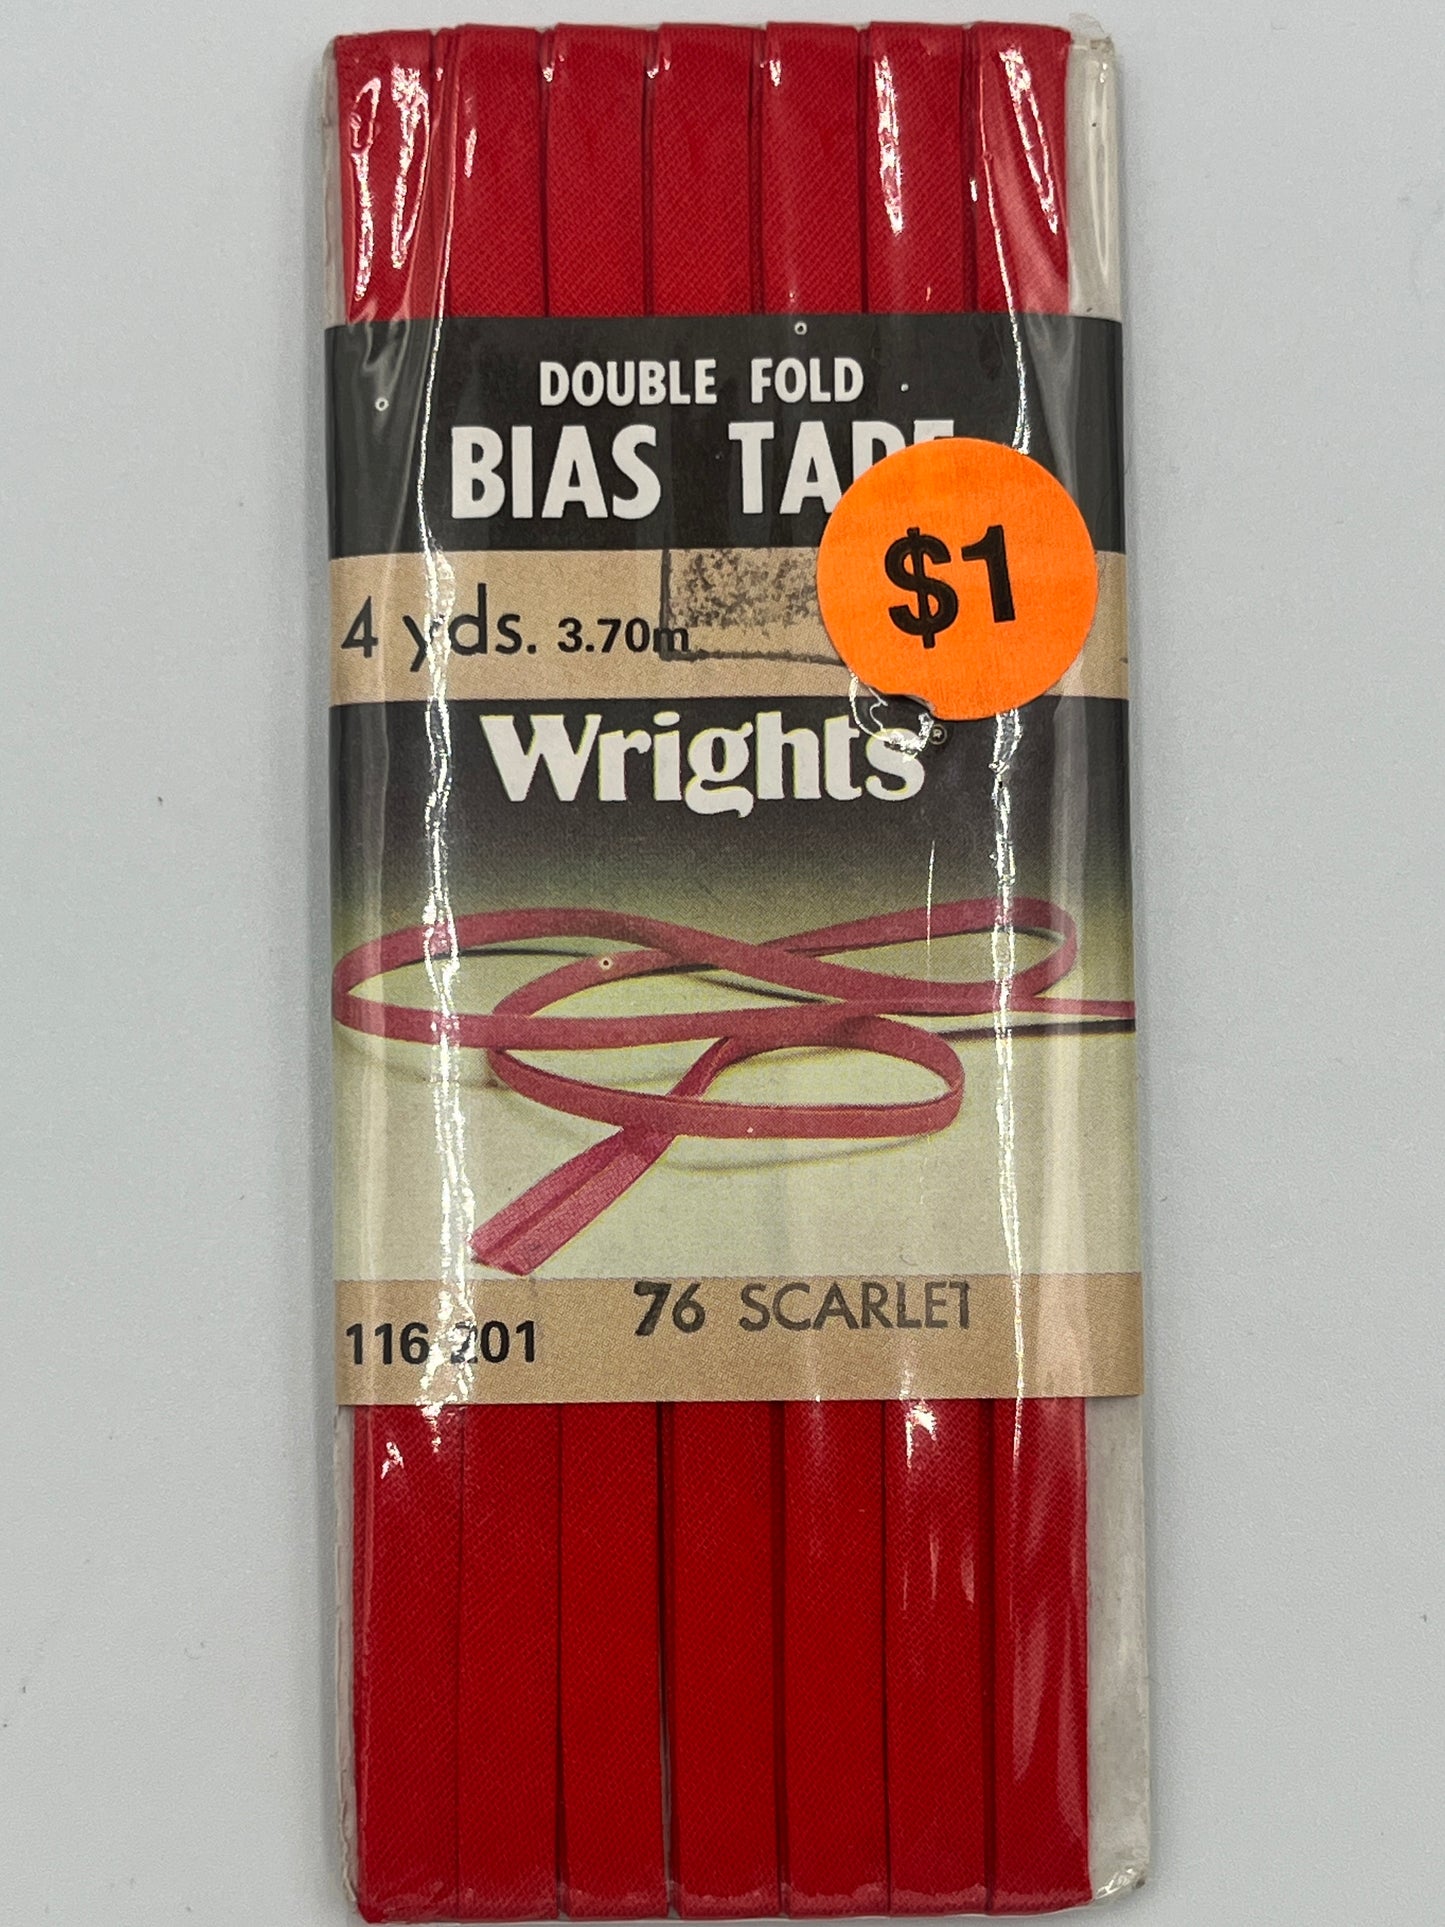 DOUBLE FOLD
BIAS TAPE
$1
4 yds. 3.70m
Wrights®
76 SCARLET
116 201